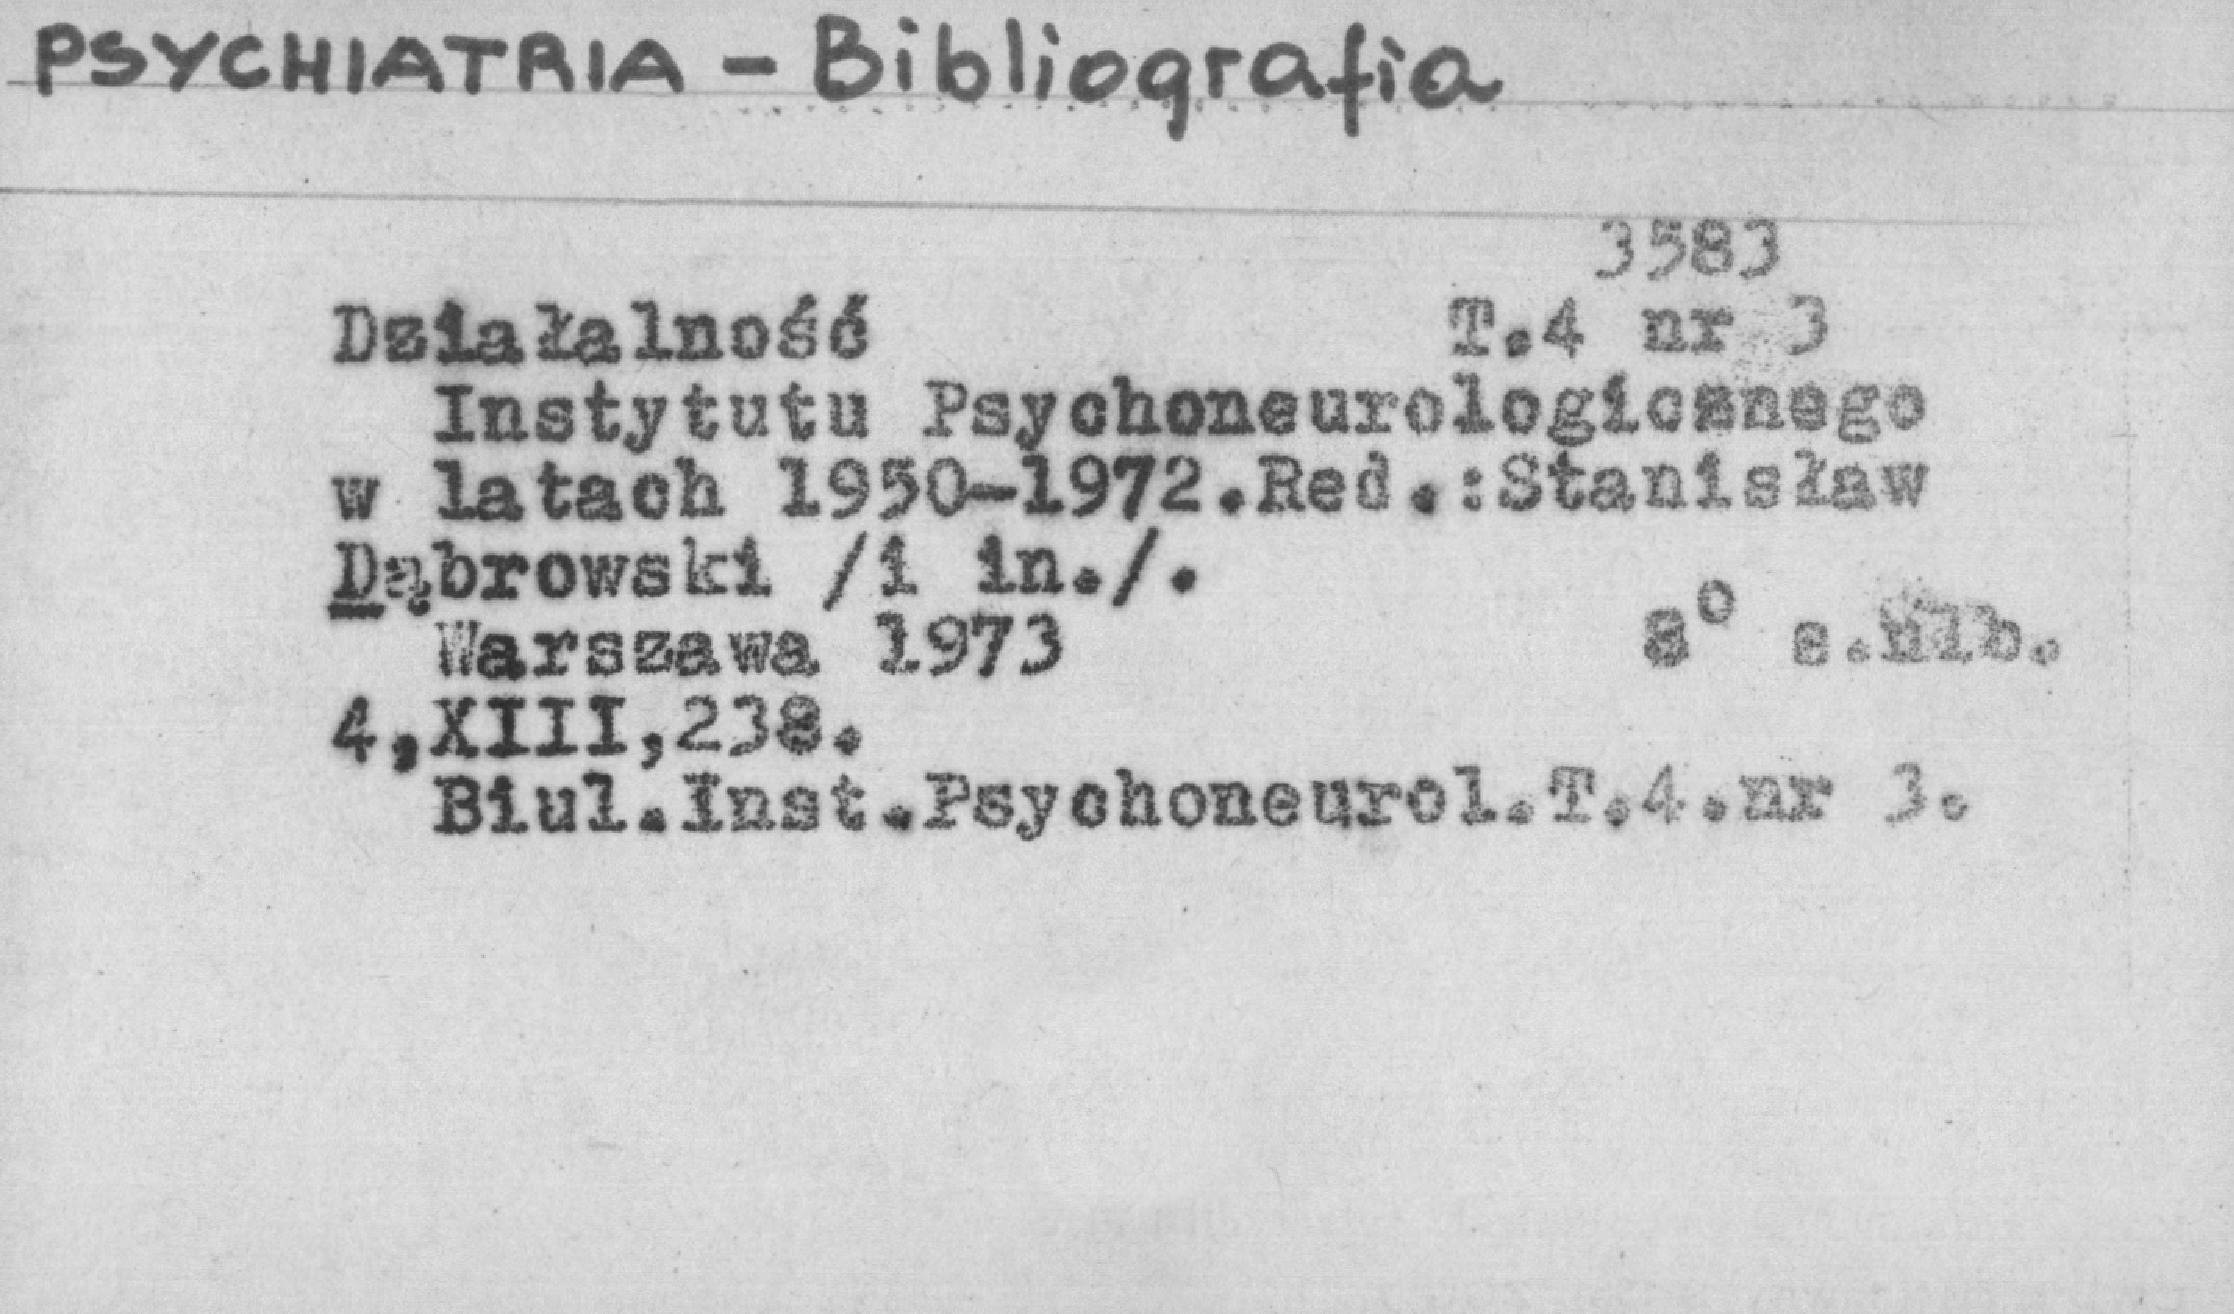 PSYCHIATRIA - Bibliografia
3583
Działalność T.4 nr 3
Instytutu Psychoneurologicznego
w latach 1950-1972.Red.:Stanisław
Dąbrowski /i in./.
Warszawa 1973 8° s.nlb.
4,XIII,238.
Biul.Inst.Psychoneurol.T.4.nr 3.